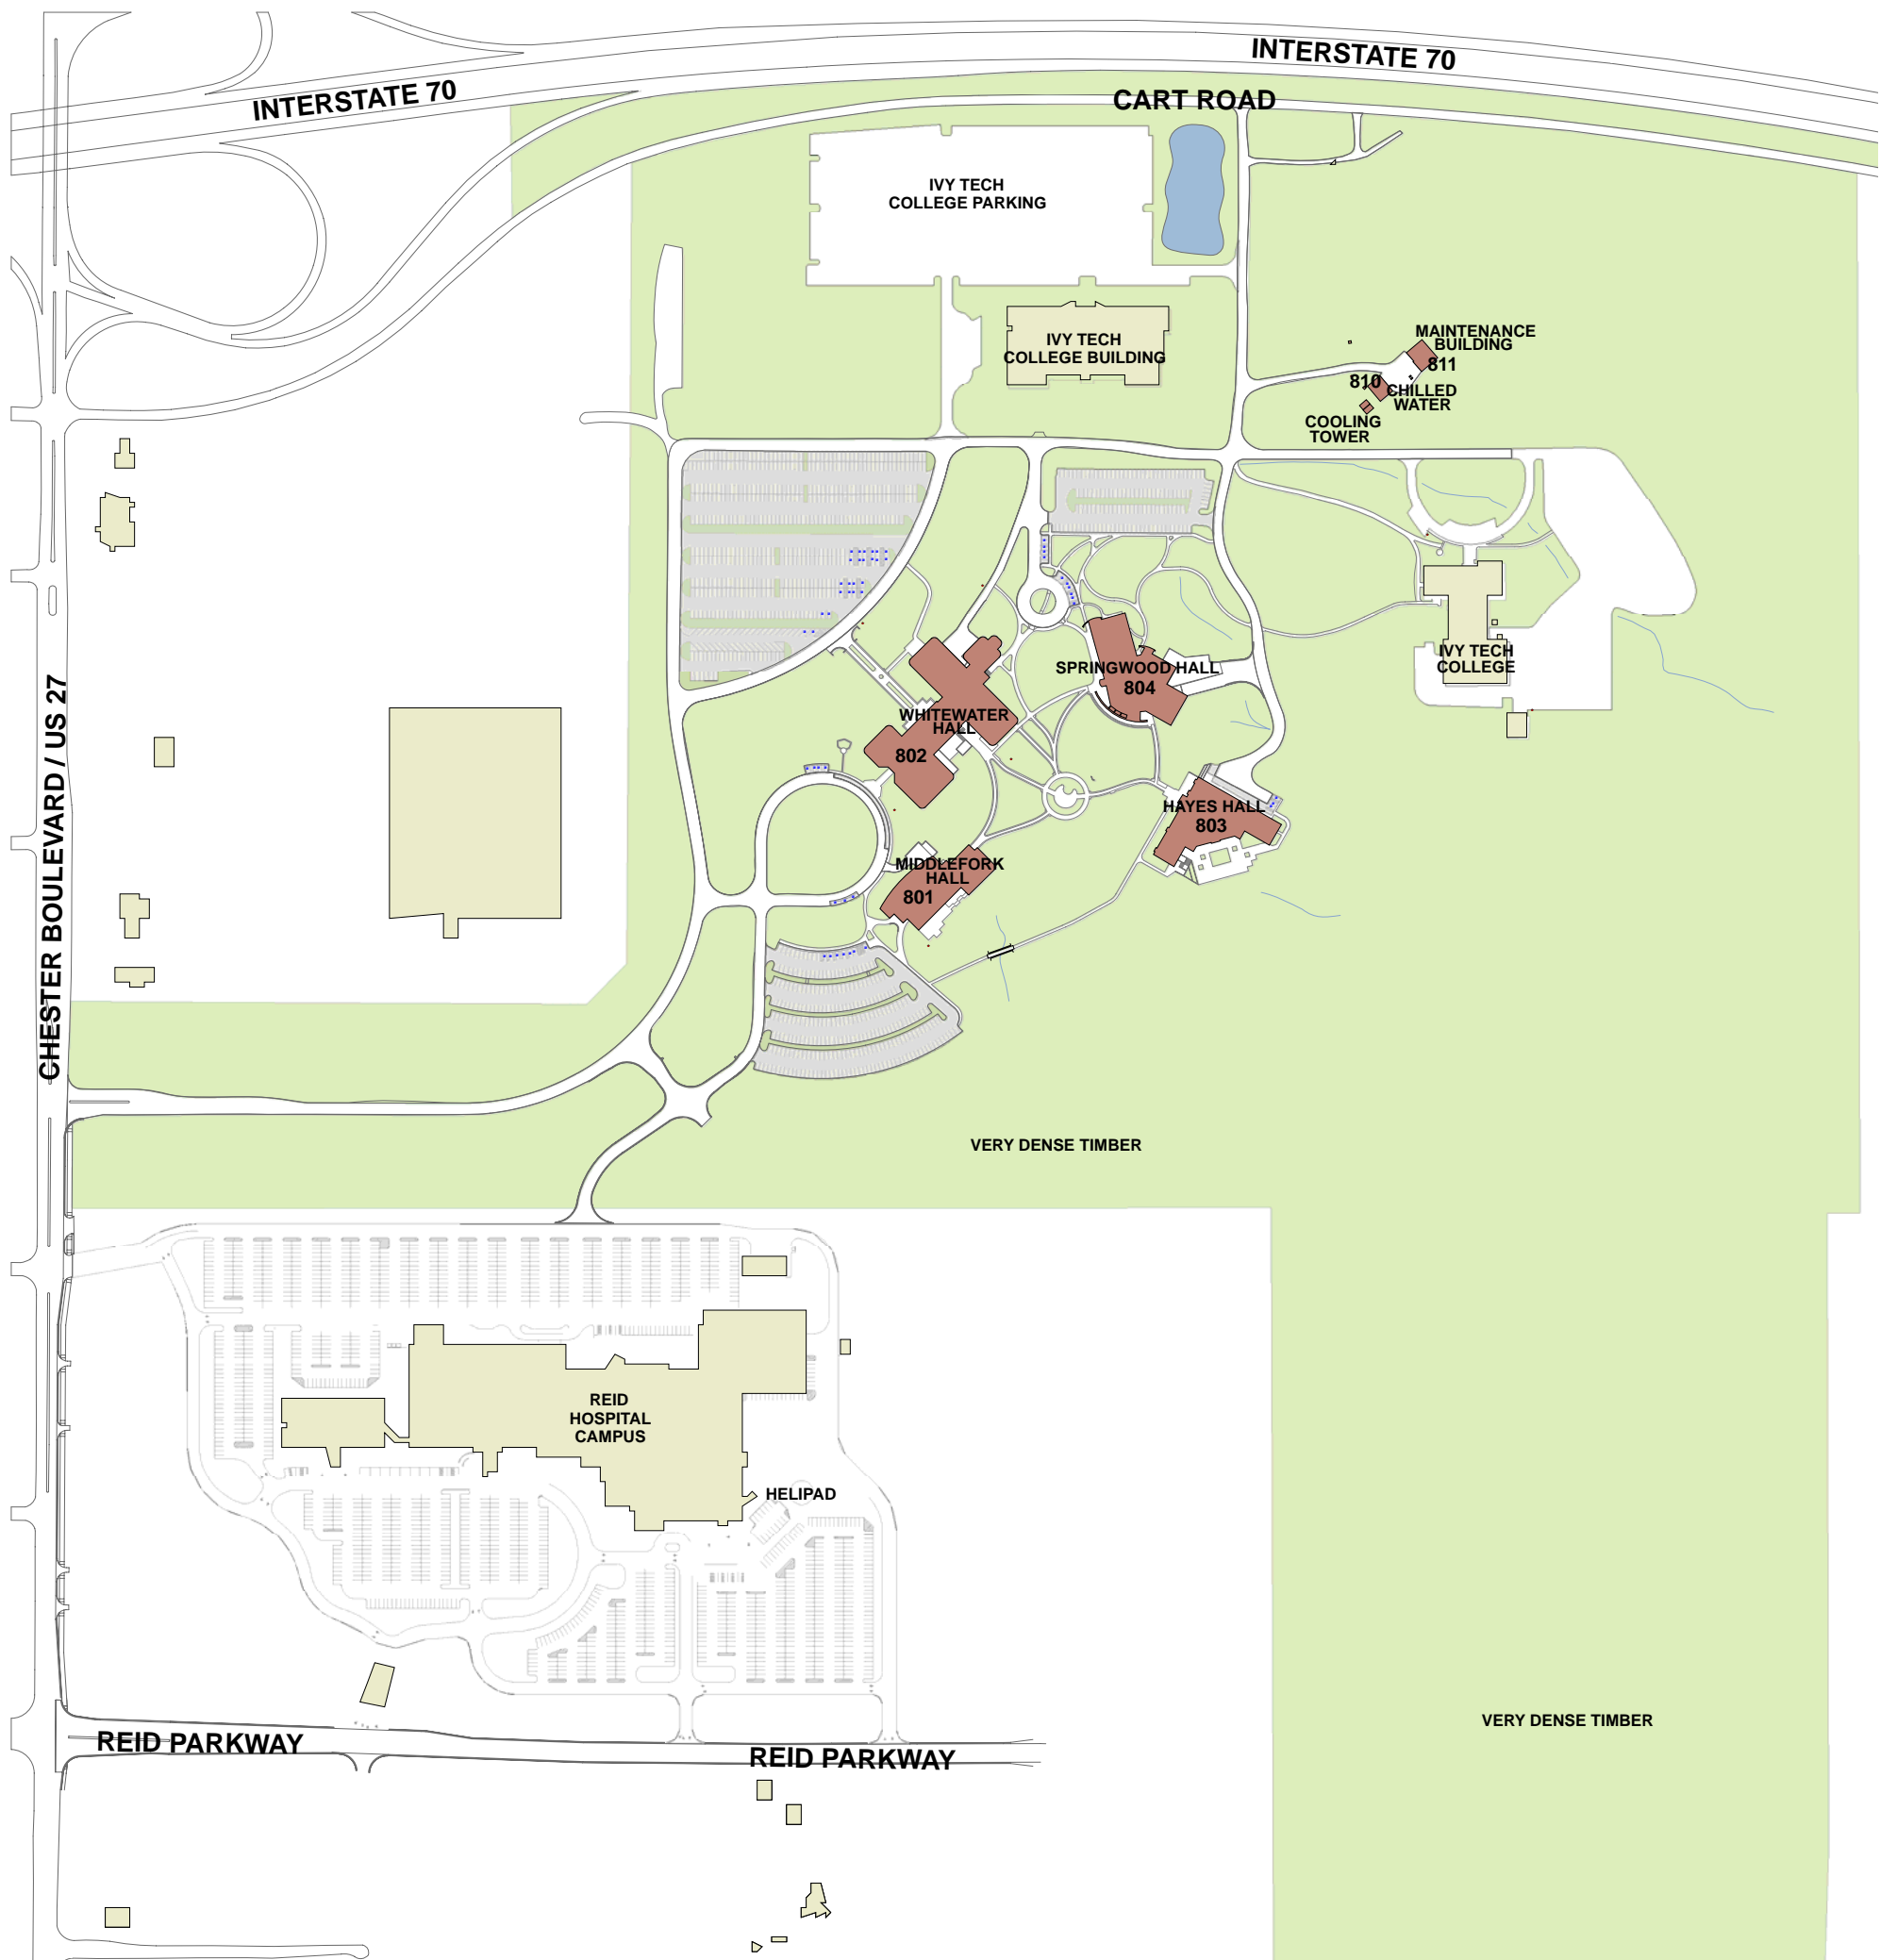 INTERSTATE 70
INTERSTATE 70
CART ROAD
IVY TECH
COLLEGE PARKING
IVY TECH
COLLEGE BUILDING
MAINTENANCE
BUILDING
811
810
CHILLED
WATER
COOLING
TOWER
SPRINGWOOD HALL
804
IVY TECH
COLLEGE
WHITEWATER
HALL
802
HAYES HALL
803
MIDDLEFORK
HALL
801
CHESTER BOULEVARD / US 27
VERY DENSE TIMBER
REID
HOSPITAL
CAMPUS
HELIPAD
VERY DENSE TIMBER
REID PARKWAY
REID PARKWAY